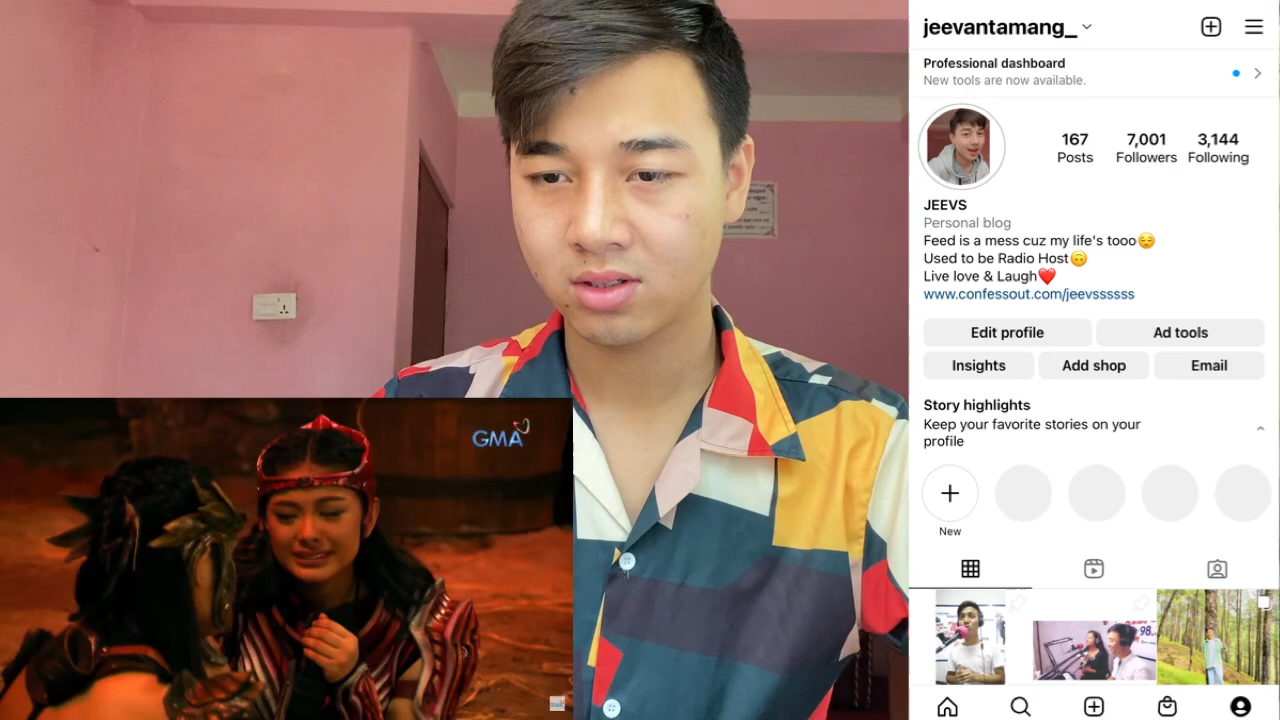 jeevantamang_
Professional dashboard
New tools are now available.
167
7,001
3,144
Posts
Followers
Following
JEEVS
Personal blog
Feed is a mess cuz my life's tooo😌
Used to be Radio Host🙃
Live love & Laugh❤️
www.confessout.com/jeevssssss
Edit profile
Ad tools
Insights
Add shop
Email
Story highlights
Keep your favorite stories on your
profile
New
GMA
98.